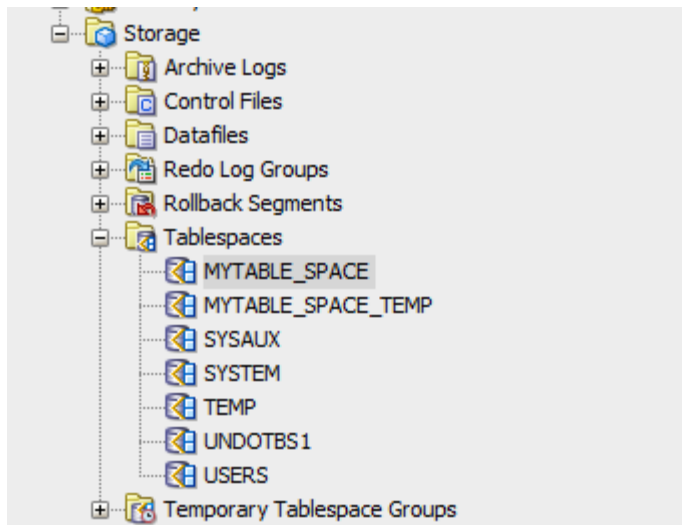 Storage
Archive Logs
Control Files
Datafiles
Redo Log Groups
Rollback Segments
Tablespaces
MYTABLE_SPACE
MYTABLE_SPACE_TEMP
SYSAUX
SYSTEM
TEMP
UNDOTBS1
USERS
Temporary Tablespace Groups